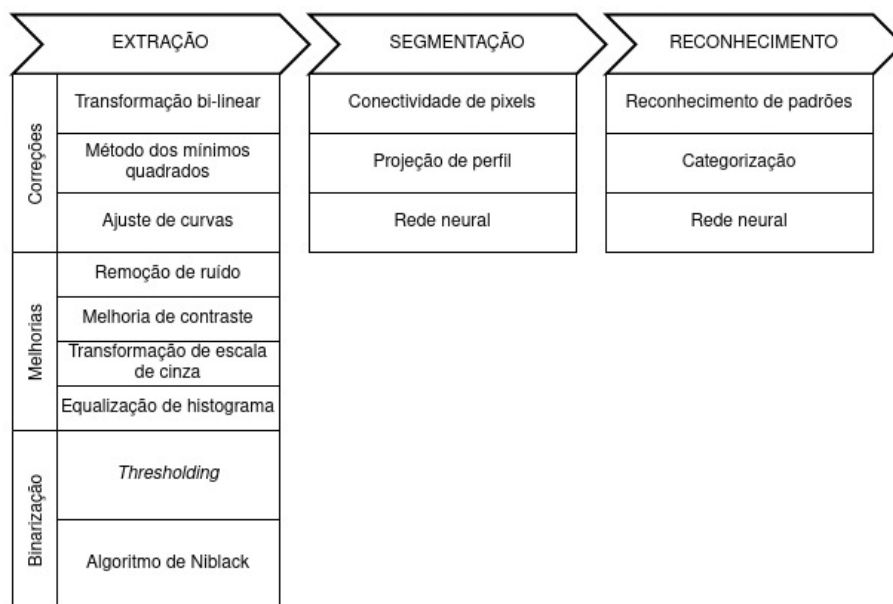 EXTRAÇÃO
SEGMENTAÇÃO
RECONHECIMENTO
Correções
Transformação bi-linear
Método dos mínimos
quadrados
Ajuste de curvas
Melhorias
Remoção de ruído
Melhoria de contraste
Transformação de escala
de cinza
Equalização de histograma
Binarização
Thresholding
Algoritmo de Niblack
Conectividade de pixels
Projeção de perfil
Rede neural
Reconhecimento de padrões
Categorização
Rede neural